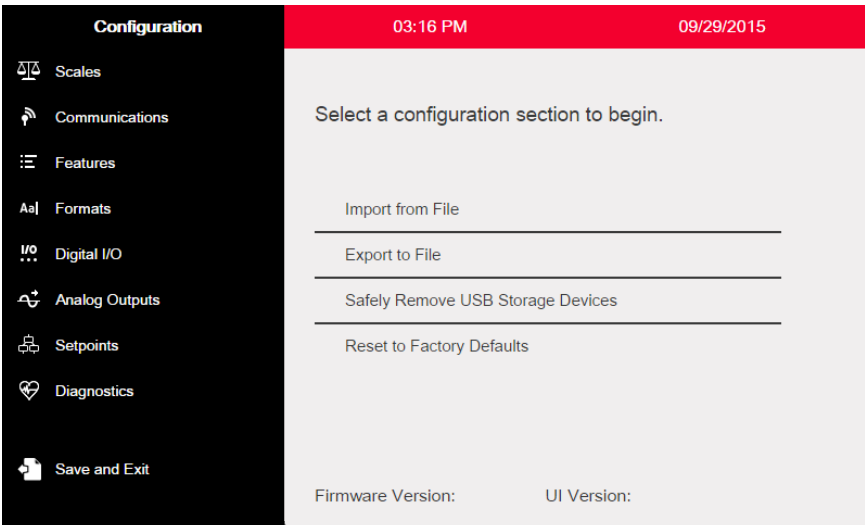 Configuration
03:16 PM
09/29/2015
Scales
Communications
Features
Aa Formats
I/O Digital I/O
Analog Outputs
Setpoints
Diagnostics
Save and Exit
Select a configuration section to begin.
Import from File
Export to File
Safely Remove USB Storage Devices
Reset to Factory Defaults
Firmware Version:
UI Version: